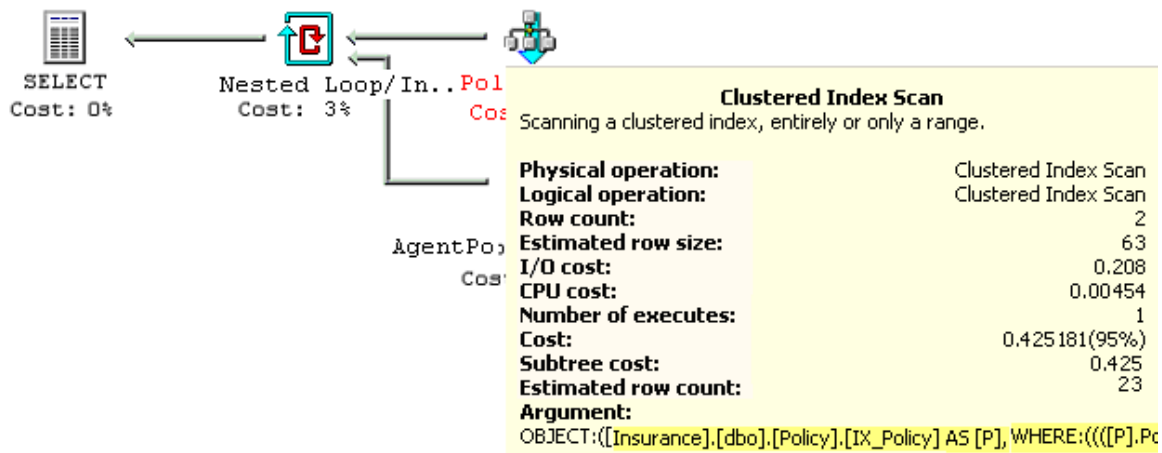 SELECT
Cost: 0%
Nested Loop/In..
Cost: 3%
Clustered Index Scan
Scanning a clustered index, entirely or only a range.
Physical operation: Clustered Index Scan
Logical operation: Clustered Index Scan
Row count: 2
Estimated row size: 63
I/O cost: 0.208
CPU cost: 0.00454
Number of executes: 1
Cost: 0.425181(95%)
Subtree cost: 0.425
Estimated row count: 23
Argument:
OBJECT:([Insurance].[dbo].[Policy].[IX_Policy] AS [P], WHERE:((([P].Po